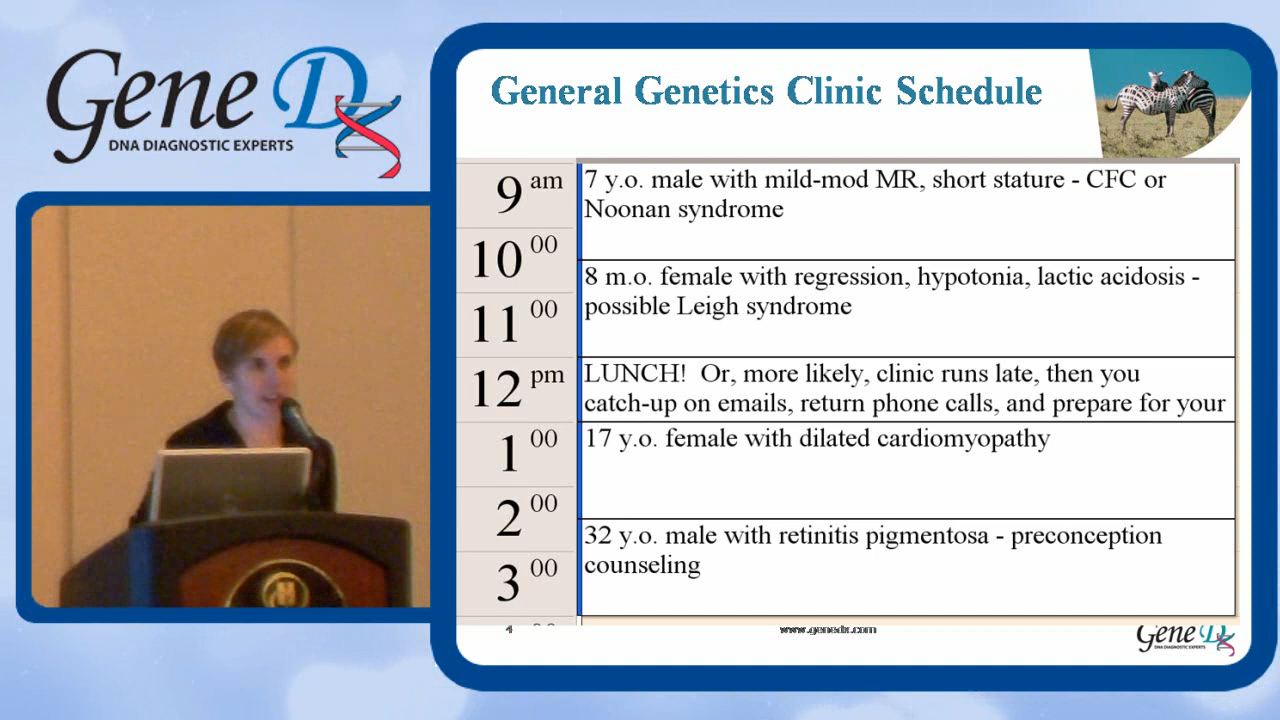 Gene Dx
DNA DIAGNOSTIC EXPERTS
General Genetics Clinic Schedule
9 am
7 y.o. male with mild-mod MR, short stature - CFC or
Noonan syndrome
10 00
8 m.o. female with regression, hypotonia, lactic acidosis -
possible Leigh syndrome
11 00
12 pm
LUNCH! Or, more likely, clinic runs late, then you
catch-up on emails, return phone calls, and prepare for your
1 00
17 y.o. female with dilated cardiomyopathy
2 00
32 y.o. male with retinitis pigmentosa - preconception
counseling
3 00
4
www.genedx.com
Gene Dx
DNA DIAGNOSTIC EXPERTS